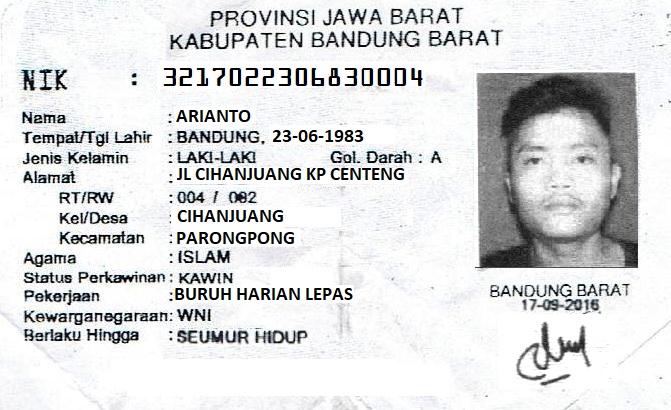 PROVINSI JAWA BARAT
KABUPATEN BANDUNG BARAT
NIK : 3217022306830004
Nama : ARIANTO
Tempat/Tgl Lahir : BANDUNG, 23-06-1983
Jenis Kelamin : LAKI-LAKI Gol. Darah : A
Alamat : JL CIHANJUANG KP CENTENG
RT/RW : 004 / 002
Kel/Desa : CIHANJUANG
Kecamatan : PARONGPONG
Agama : ISLAM
Status Perkawinan : KAWIN
Pekerjaan : BURUH HARIAN LEPAS
Kewarganegaraan : WNI
Berlaku Hingga : SEUMUR HIDUP
BANDUNG BARAT
17-09-2016